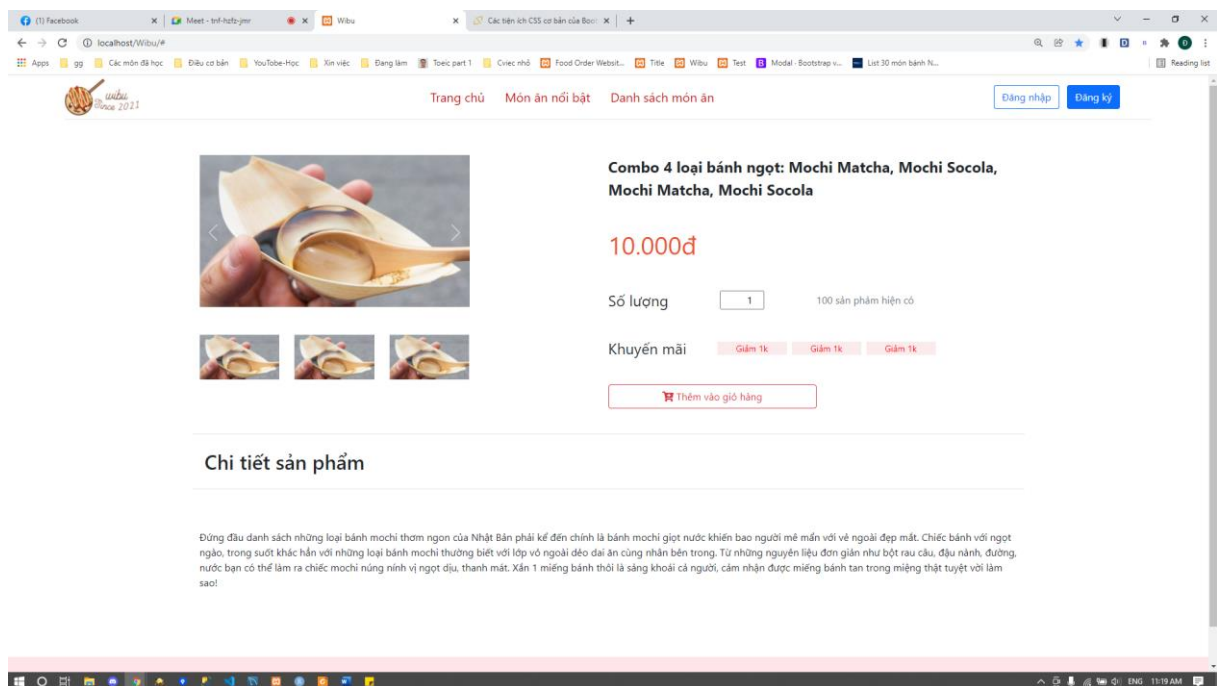 (1) Facebook
Meet - tnf-hzfz-jmr
Wibu
Các tiện ích CSS cơ bản của Boo
localhost/Wibu/#
Apps
gg
Các môn đã học
Điều cơ bản
YouTobe-Học
Xin việc
Đang làm
Toeic part 1
Cviec nhỏ
Food Order Websit...
Title
Wibu
Test
Modal · Bootstrap v...
List 30 món bánh N...
Reading list
wibu
Since 2021
Trang chủ Món ăn nổi bật Danh sách món ăn
Đăng nhập
Đăng ký
Combo 4 loại bánh ngọt: Mochi Matcha, Mochi Socola,
Mochi Matcha, Mochi Socola
10.000đ
Số lượng 1 100 sản phẩm hiện có
Khuyến mãi Giảm 1k Giảm 1k Giảm 1k
Thêm vào giỏ hàng
Chi tiết sản phẩm
Đứng đầu danh sách những loại bánh mochi thơm ngon của Nhật Bản phải kể đến chính là bánh mochi giọt nước khiến bao người mê mẩn với vẻ ngoài đẹp mắt. Chiếc bánh với ngọt
ngào, trong suốt khác hẳn với những loại bánh mochi thường biết với lớp vỏ ngoài dẻo dai ăn cùng nhân bên trong. Từ những nguyên liệu đơn giản như bột rau câu, đậu nành, đường,
nước bạn có thể làm ra chiếc mochi núng nính vị ngọt dịu, thanh mát. Xắn 1 miếng bánh thôi là sảng khoái cả người, cảm nhận được miếng bánh tan trong miệng thật tuyệt vời làm
sao!
ENG 11:19 AM